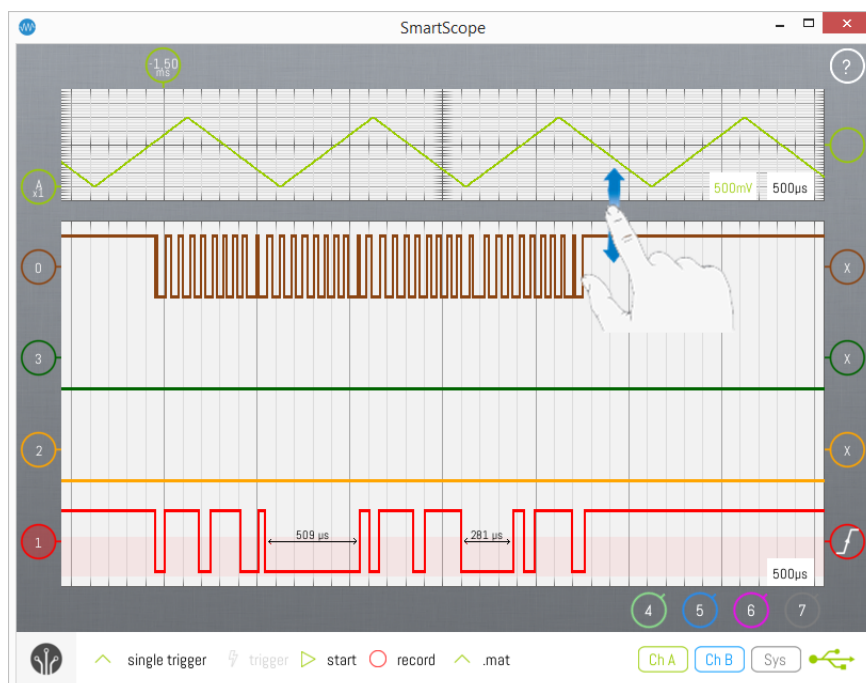 SmartScope
-1.50
ms
?
A
x1
500mV
500µs
0
X
3
X
2
X
1
509 µs
281 µs
500µs
4
5
6
7
single trigger
trigger
start
record
.mat
Ch A
Ch B
Sys